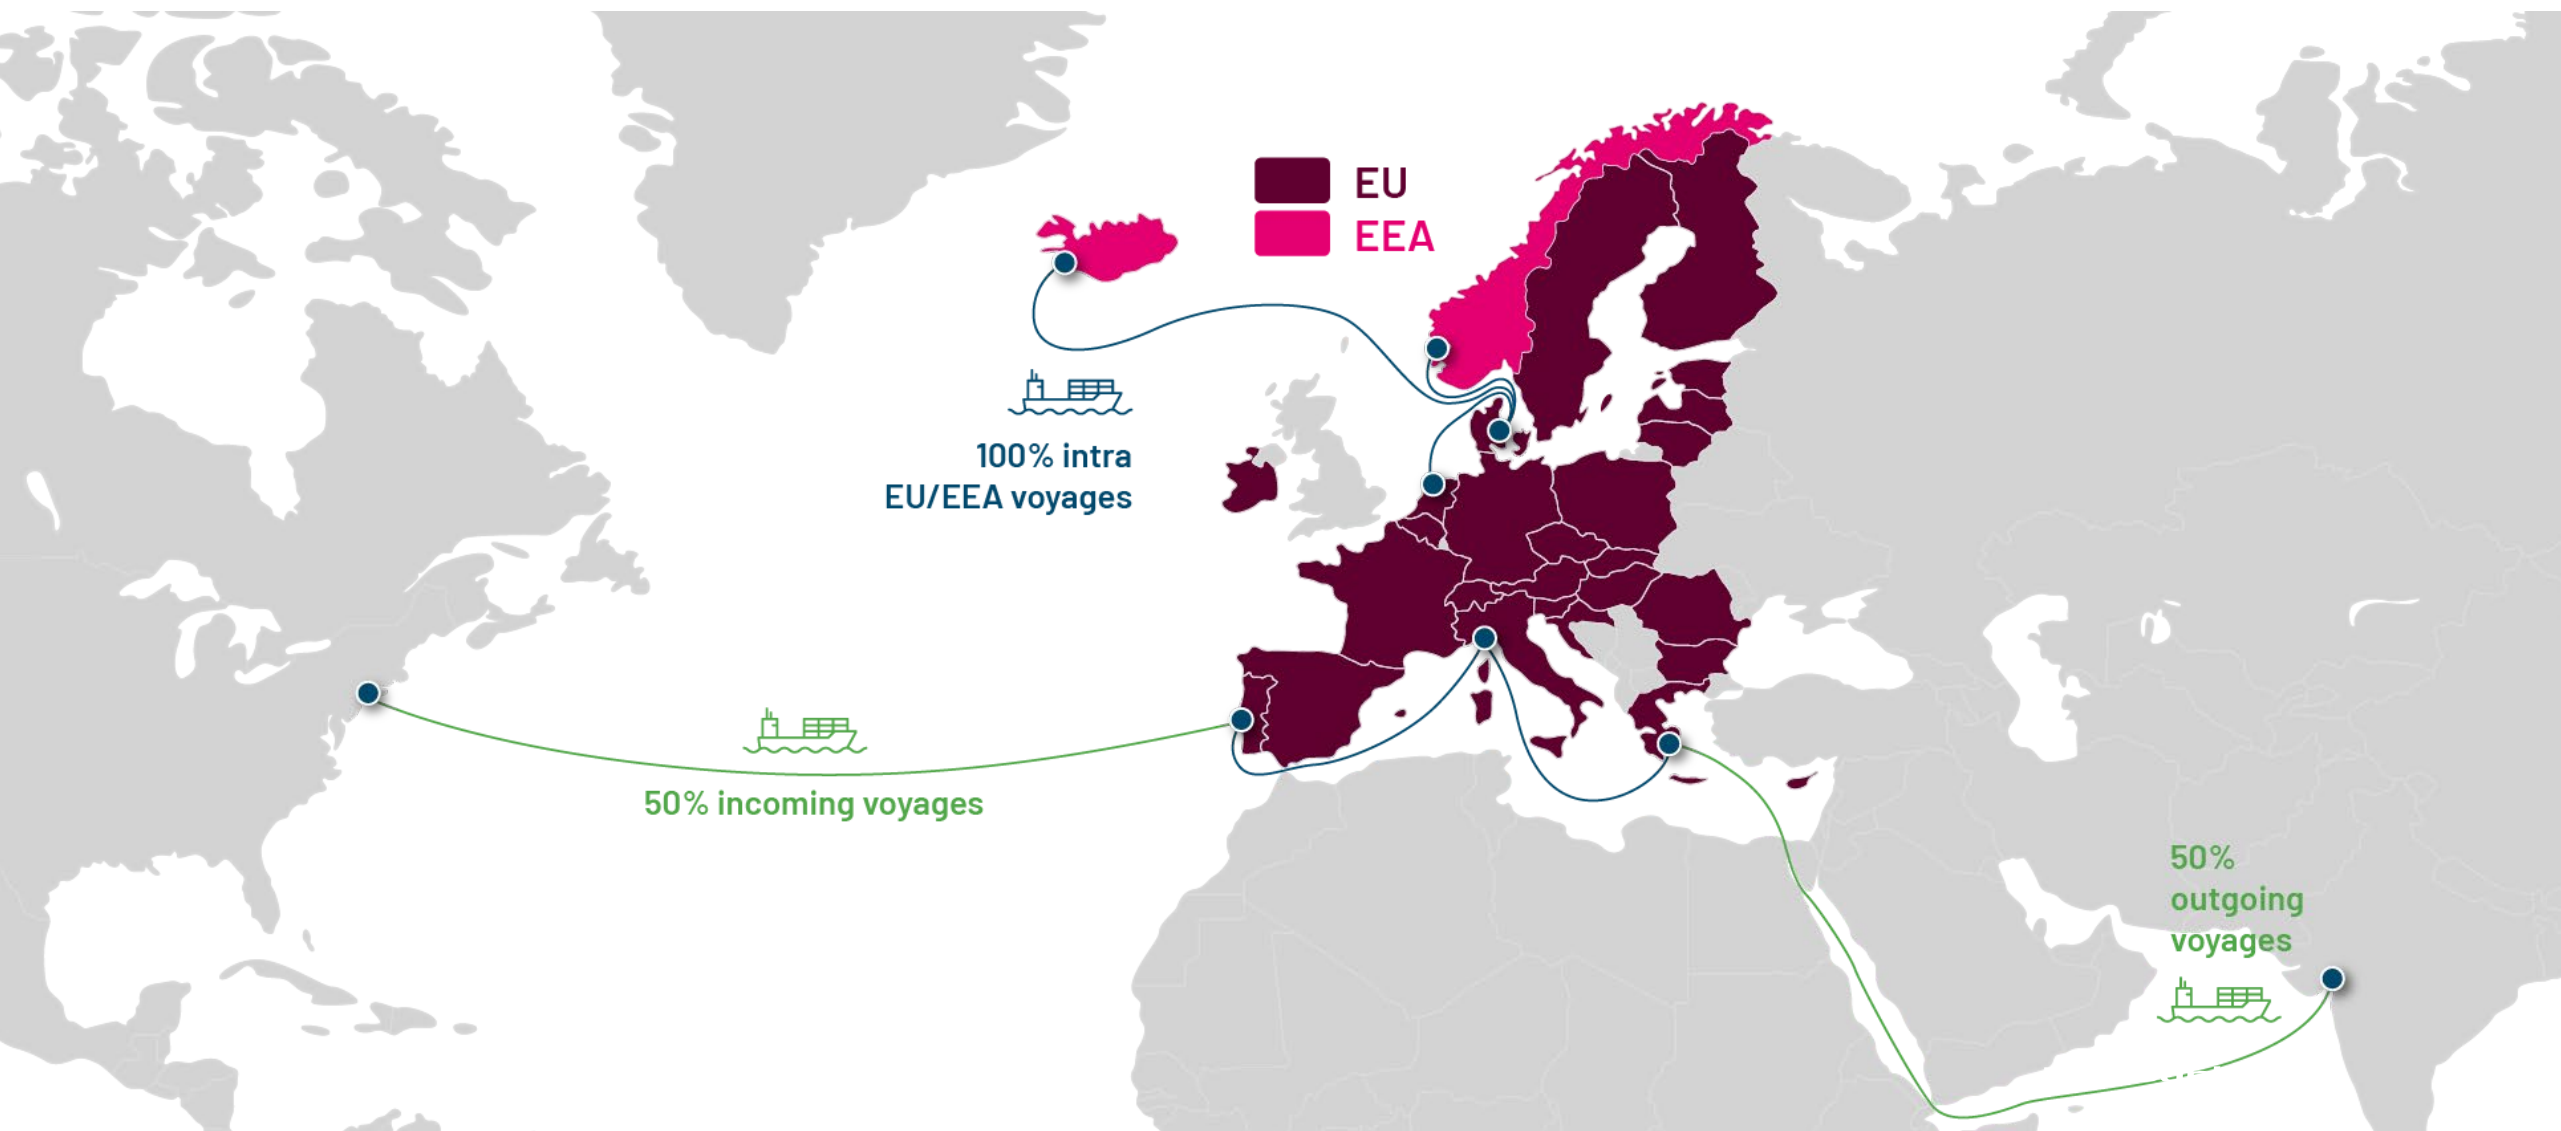 EU
EEA
100% intra
EU/EEA voyages
50% incoming voyages
50%
outgoing
voyages